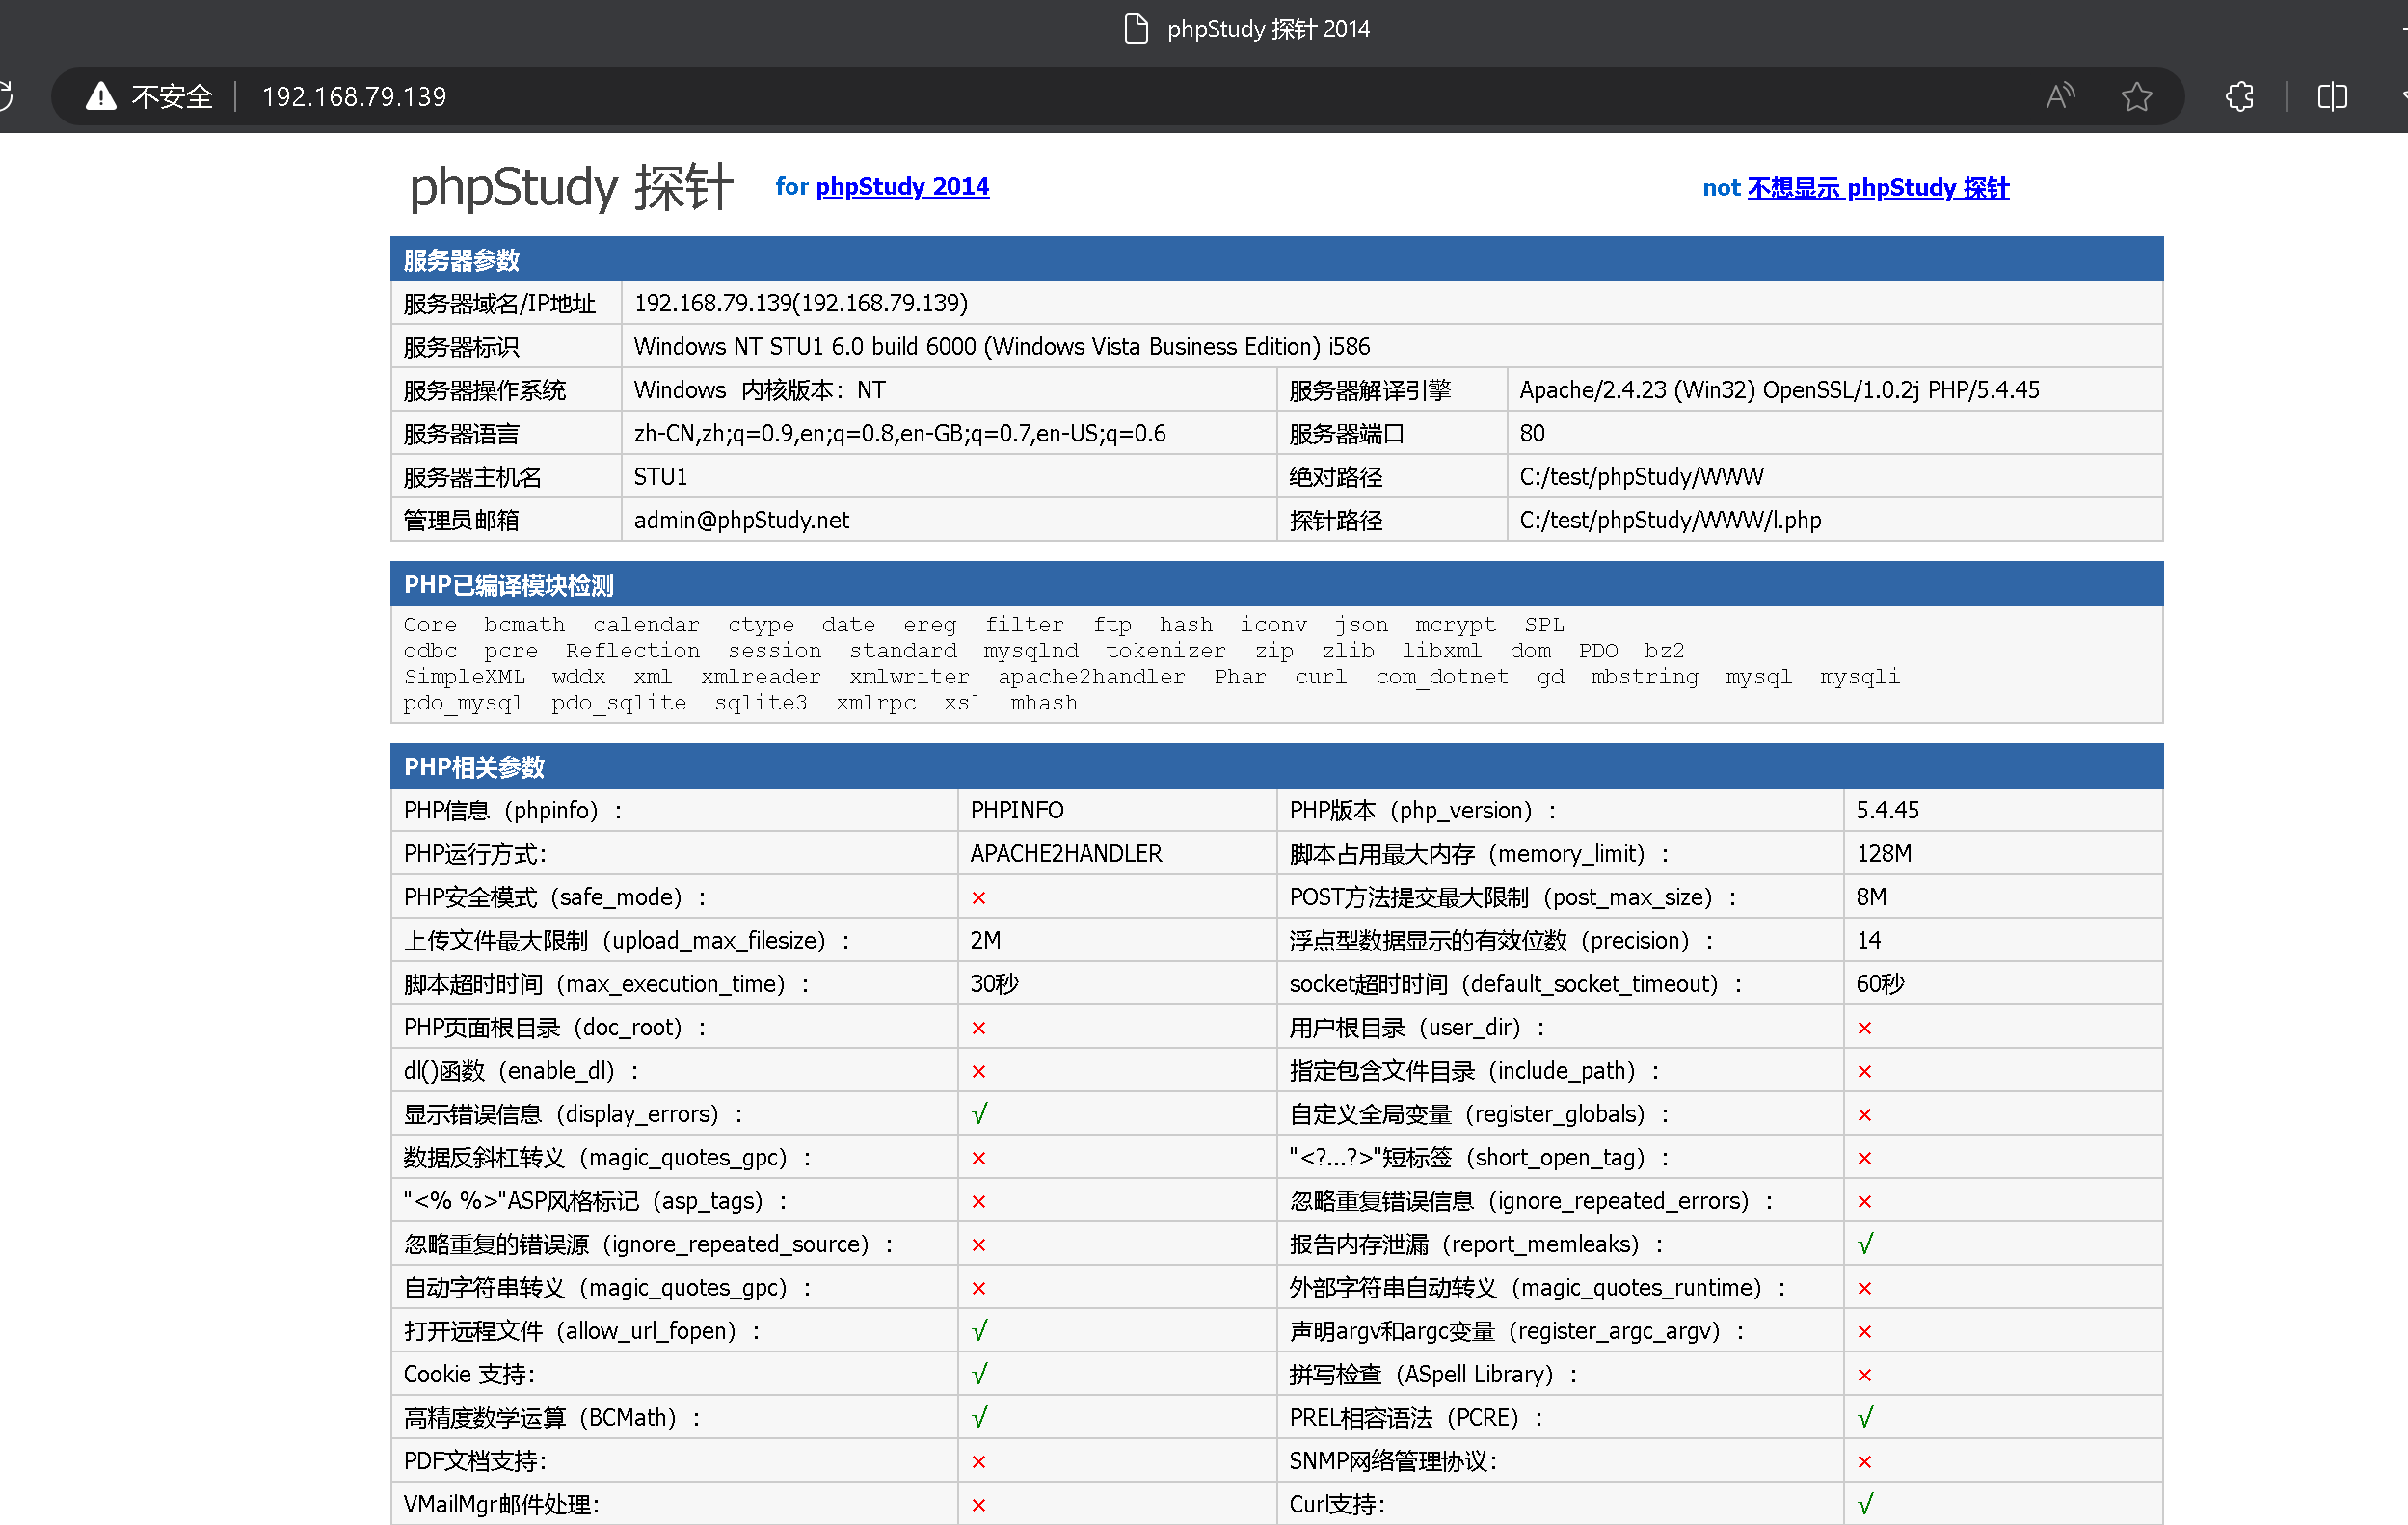 phpStudy 探针 2014
不安全 192.168.79.139
phpStudy 探针 for phpStudy 2014 not 不想显示 phpStudy 探针
服务器参数
服务器域名/IP地址 192.168.79.139(192.168.79.139)
服务器标识 Windows NT STU1 6.0 build 6000 (Windows Vista Business Edition) i586
服务器操作系统 Windows 内核版本：NT 服务器解译引擎 Apache/2.4.23 (Win32) OpenSSL/1.0.2j PHP/5.4.45
服务器语言 zh-CN,zh;q=0.9,en;q=0.8,en-GB;q=0.7,en-US;q=0.6 服务器端口 80
服务器主机名 STU1 绝对路径 C:/test/phpStudy/WWW
管理员邮箱 admin@phpStudy.net 探针路径 C:/test/phpStudy/WWW/l.php
PHP已编译模块检测
Core bcmath calendar ctype date ereg filter ftp hash iconv json mcrypt SPL
odbc pcre Reflection session standard mysqlnd tokenizer zip zlib libxml dom PDO bz2
SimpleXML wddx xml xmlreader xmlwriter apache2handler Phar curl com_dotnet gd mbstring mysql mysqli
pdo_mysql pdo_sqlite sqlite3 xmlrpc xsl mhash
PHP相关参数
PHP信息（phpinfo）： PHPINFO PHP版本（php_version）： 5.4.45
PHP运行方式： APACHE2HANDLER 脚本占用最大内存（memory_limit）： 128M
PHP安全模式（safe_mode）： × POST方法提交最大限制（post_max_size）： 8M
上传文件最大限制（upload_max_filesize）： 2M 浮点型数据显示的有效位数（precision）： 14
脚本超时时间（max_execution_time）： 30秒 socket超时时间（default_socket_timeout）： 60秒
PHP页面根目录（doc_root）： × 用户根目录（user_dir）： ×
dl()函数（enable_dl）： × 指定包含文件目录（include_path）： ×
显示错误信息（display_errors）： √ 自定义全局变量（register_globals）： ×
数据反斜杠转义（magic_quotes_gpc）： × "<?...?>"短标签（short_open_tag）： ×
"<% %>"ASP风格标记（asp_tags）： × 忽略重复错误信息（ignore_repeated_errors）： ×
忽略重复的错误源（ignore_repeated_source）： × 报告内存泄漏（report_memleaks）： √
自动字符串转义（magic_quotes_gpc）： × 外部字符串自动转义（magic_quotes_runtime）： ×
打开远程文件（allow_url_fopen）： √ 声明argv和argc变量（register_argc_argv）： ×
Cookie 支持： √ 拼写检查（ASpell Library）： ×
高精度数学运算（BCMath）： √ PREL相容语法（PCRE）： √
PDF文档支持： × SNMP网络管理协议： ×
VMailMgr邮件处理： × Curl支持： √